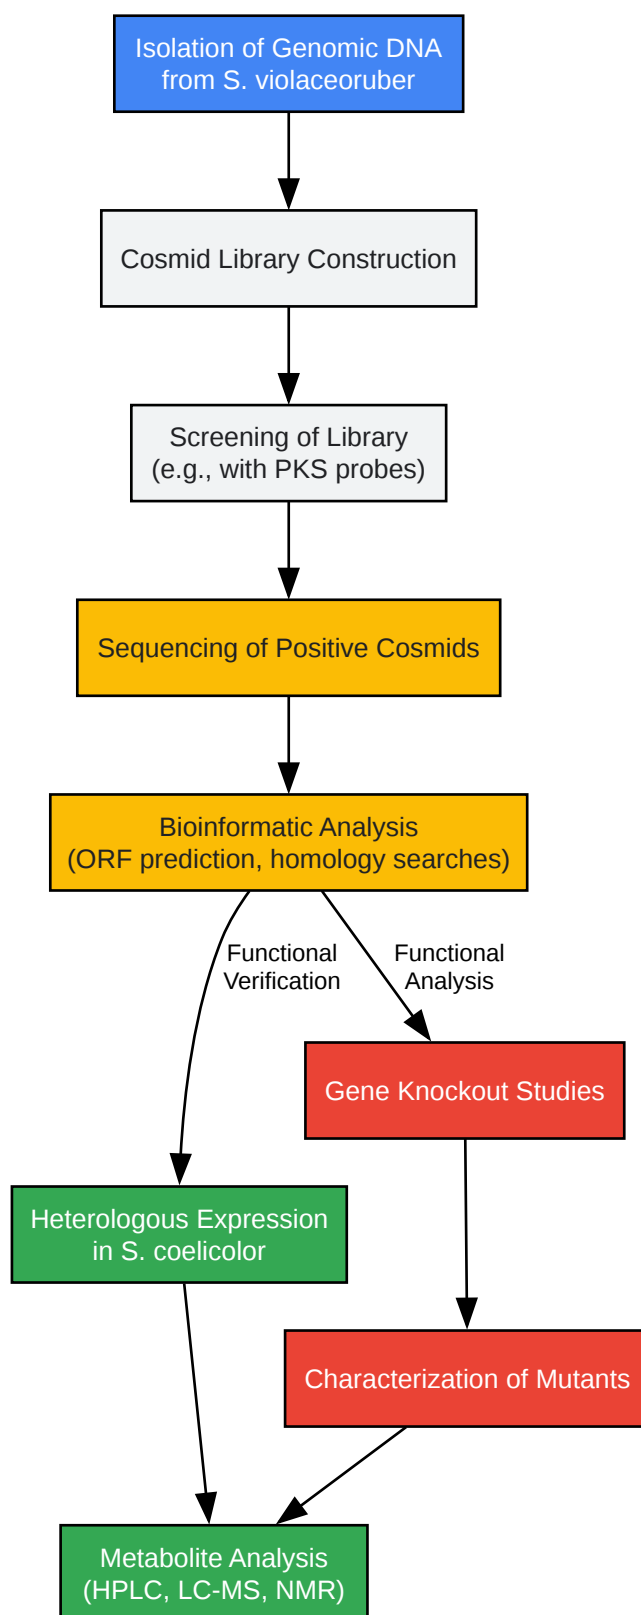 Isolation of Genomic DNA
from S. violaceoruber
Cosmid Library Construction
Screening of Library
(e.g., with PKS probes)
Sequencing of Positive Cosmids
Bioinformatic Analysis
(ORF prediction, homology searches)
Functional
Verification
Functional
Analysis
Gene Knockout Studies
Heterologous Expression
in S. coelicolor
Characterization of Mutants
Metabolite Analysis
(HPLC, LC-MS, NMR)